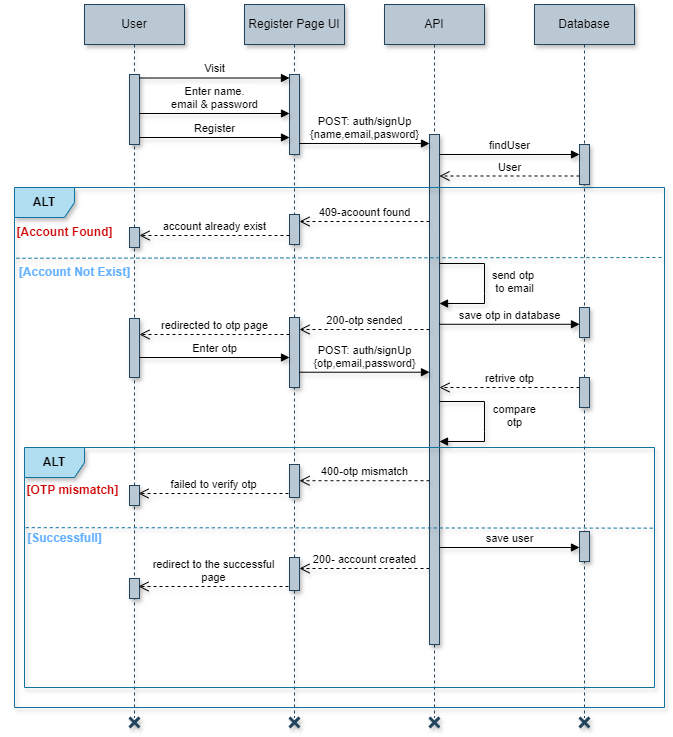 User
Register Page UI
API
Database
Visit
Enter name.
email & password
Register
POST: auth/signUp
{name,email,pasword}
findUser
User
ALT
[Account Found]
409-acoount found
account already exist
[Account Not Exist]
send otp
to email
save otp in database
200-otp sended
redirected to otp page
Enter otp
POST: auth/signUp
{otp,email,password}
retrive otp
compare
otp
ALT
[OTP mismatch]
400-otp mismatch
failed to verify otp
[Successfull]
save user
200- account created
redirect to the successful
page